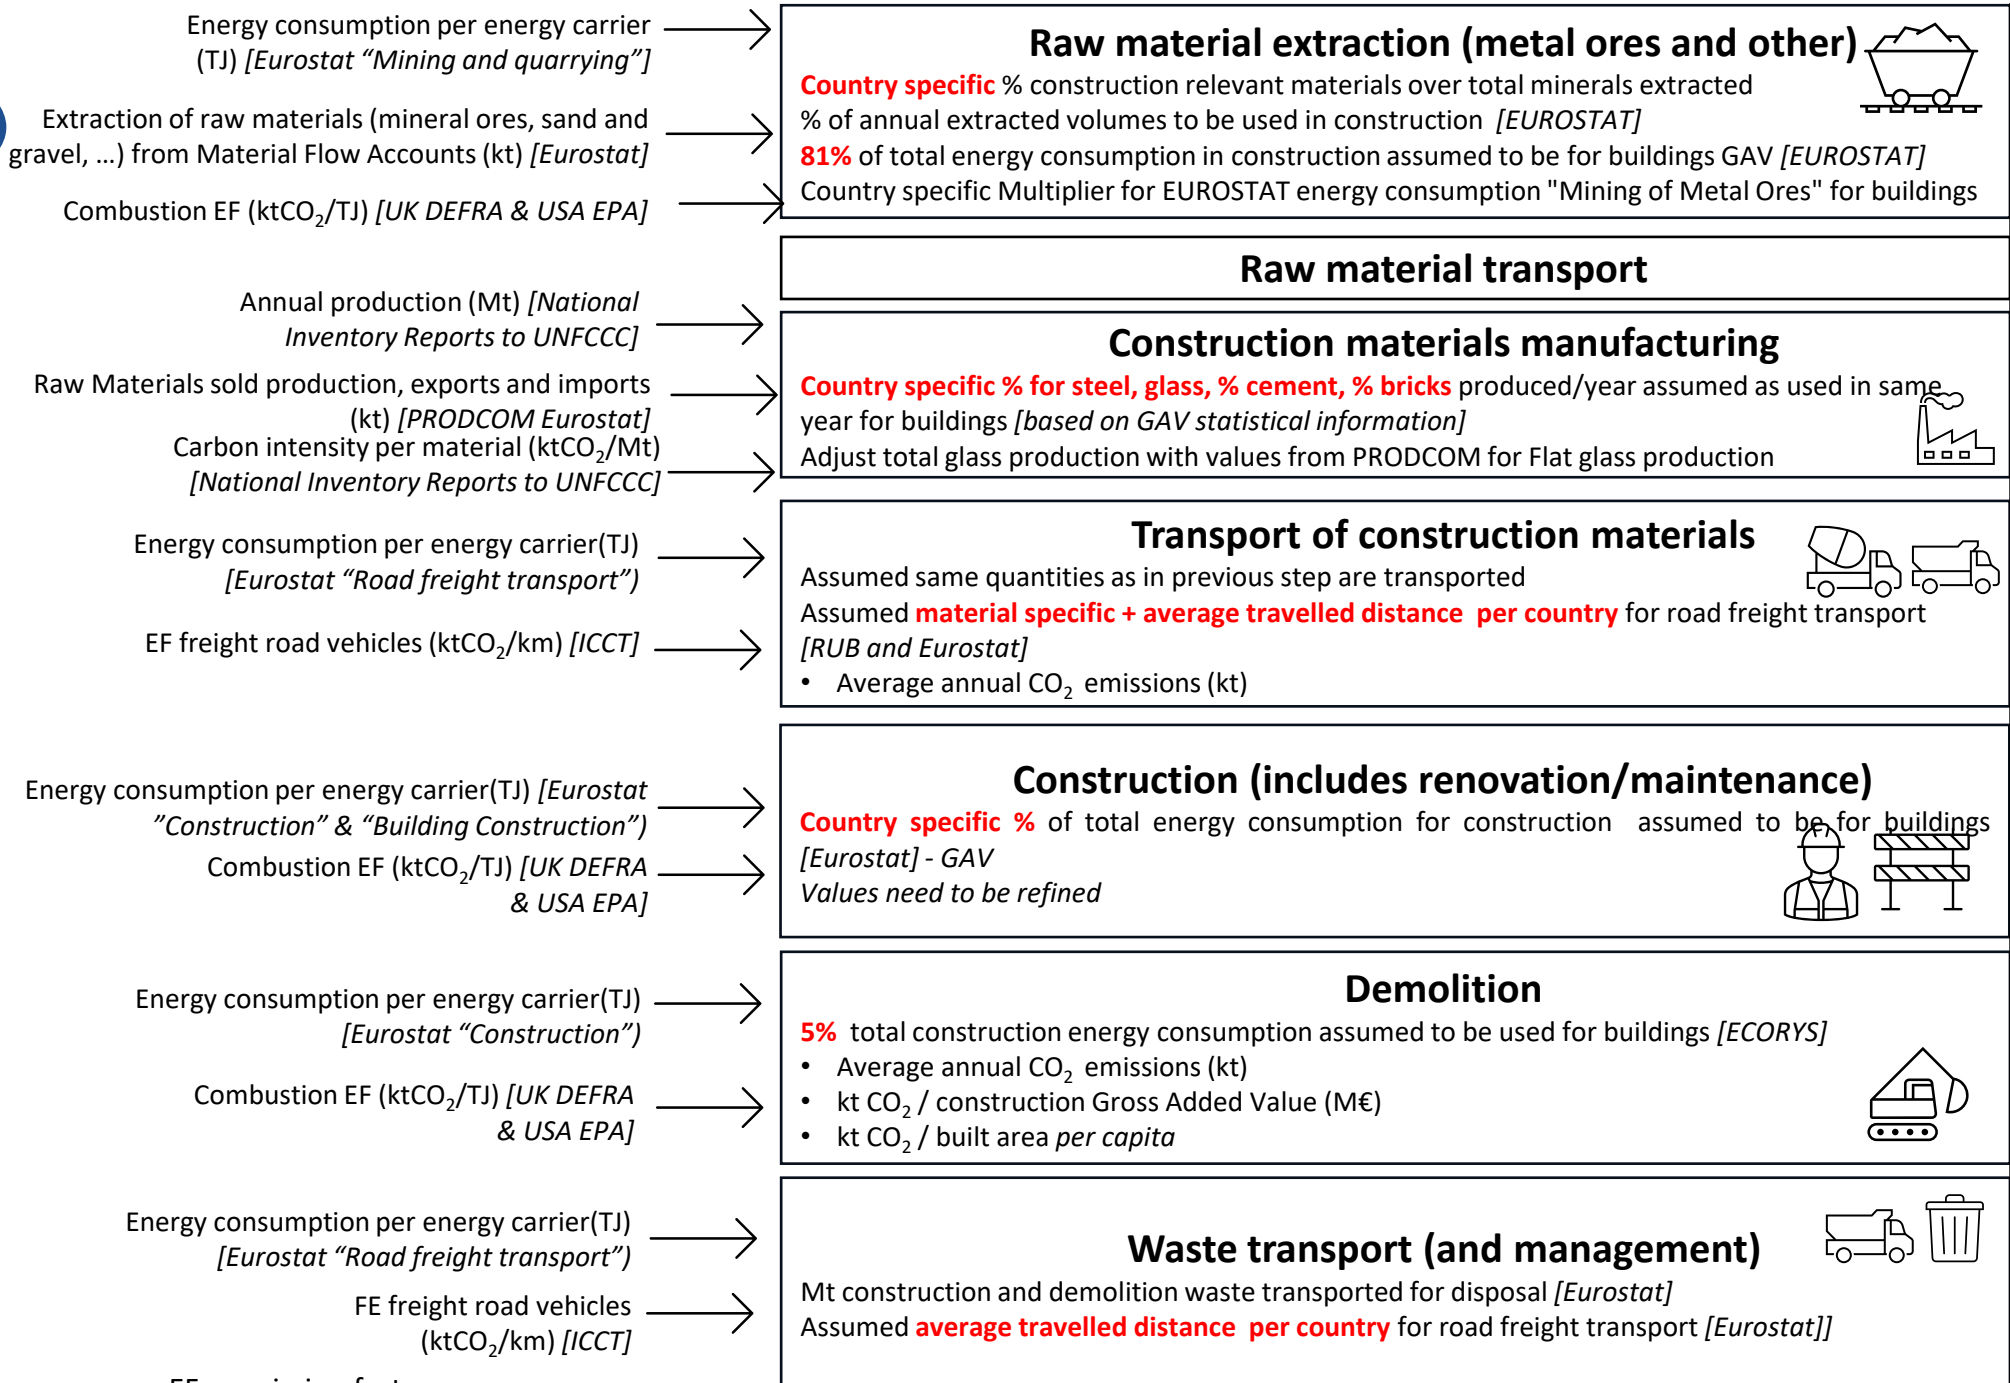 Energy consumption per energy carrier
(TJ) [Eurostat “Mining and quarrying”]
Extraction of raw materials (mineral ores, sand and
gravel, …) from Material Flow Accounts (kt) [Eurostat]
Combustion EF (ktCO2/TJ) [UK DEFRA & USA EPA]
Raw material extraction (metal ores and other)
Country specific % construction relevant materials over total minerals extracted
% of annual extracted volumes to be used in construction [EUROSTAT]
81% of total energy consumption in construction assumed to be for buildings GAV [EUROSTAT]
Country specific Multiplier for EUROSTAT energy consumption "Mining of Metal Ores" for buildings
Raw material transport
Annual production (Mt) [National
Inventory Reports to UNFCCC]
Raw Materials sold production, exports and imports
(kt) [PRODCOM Eurostat]
Carbon intensity per material (ktCO2/Mt)
[National Inventory Reports to UNFCCC]
Construction materials manufacturing
Country specific % for steel, glass, % cement, % bricks produced/year assumed as used in same
year for buildings [based on GAV statistical information]
Adjust total glass production with values from PRODCOM for Flat glass production
Energy consumption per energy carrier(TJ)
[Eurostat “Road freight transport”)
EF freight road vehicles (ktCO2/km) [ICCT]
Transport of construction materials
Assumed same quantities as in previous step are transported
Assumed material specific + average travelled distance per country for road freight transport
[RUB and Eurostat]
• Average annual CO2 emissions (kt)
Energy consumption per energy carrier(TJ) [Eurostat
”Construction” & “Building Construction”)
Combustion EF (ktCO2/TJ) [UK DEFRA
& USA EPA]
Construction (includes renovation/maintenance)
Country specific % of total energy consumption for construction assumed to be for buildings
[Eurostat] - GAV
Values need to be refined
Energy consumption per energy carrier(TJ)
[Eurostat “Construction”)
Combustion EF (ktCO2/TJ) [UK DEFRA
& USA EPA]
Demolition
5% total construction energy consumption assumed to be used for buildings [ECORYS]
• Average annual CO2 emissions (kt)
• kt CO2 / construction Gross Added Value (M€)
• kt CO2 / built area per capita
Energy consumption per energy carrier(TJ)
[Eurostat “Road freight transport”)
FE freight road vehicles
(ktCO2/km) [ICCT]
Waste transport (and management)
Mt construction and demolition waste transported for disposal [Eurostat]
Assumed average travelled distance per country for road freight transport [Eurostat]]